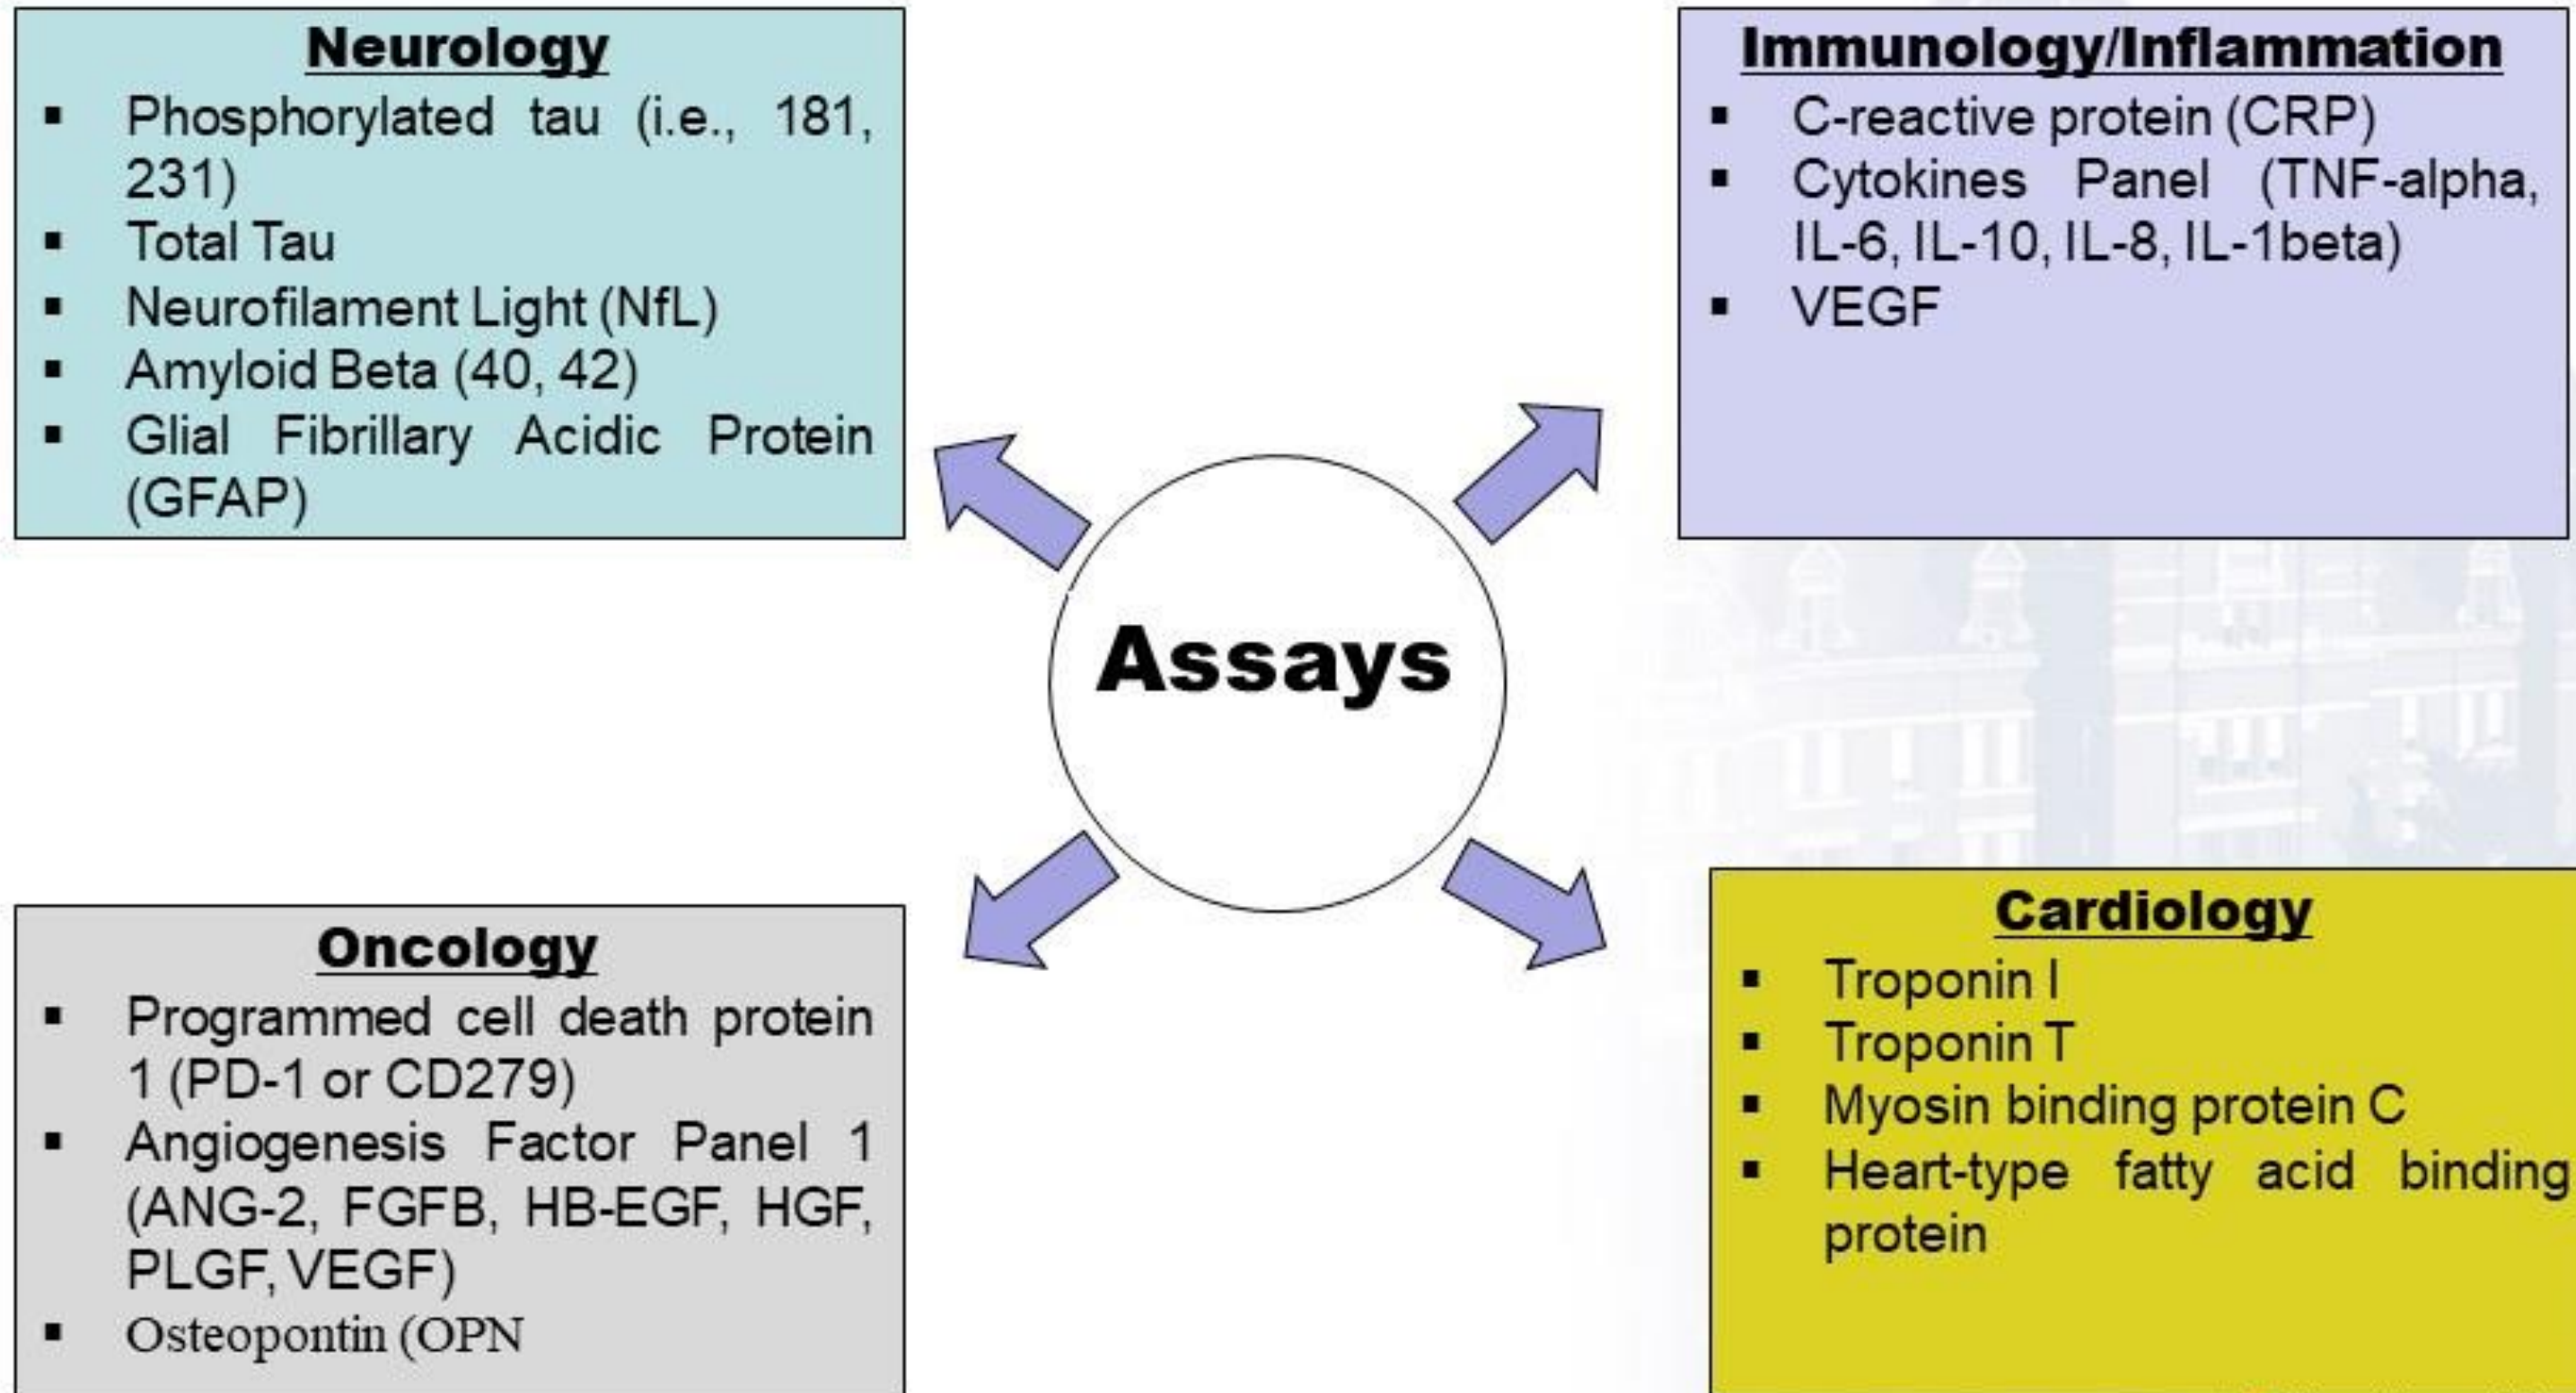 Neurology
▪ Phosphorylated tau (i.e., 181,
231)
▪ Total Tau
▪ Neurofilament Light (NfL)
▪ Amyloid Beta (40, 42)
▪ Glial Fibrillary Acidic Protein
(GFAP)
Immunology/Inflammation
▪ C-reactive protein (CRP)
▪ Cytokines Panel (TNF-alpha,
IL-6, IL-10, IL-8, IL-1beta)
▪ VEGF
Assays
Oncology
▪ Programmed cell death protein
1 (PD-1 or CD279)
▪ Angiogenesis Factor Panel 1
(ANG-2, FGFB, HB-EGF, HGF,
PLGF, VEGF)
▪ Osteopontin (OPN
Cardiology
▪ Troponin I
▪ Troponin T
▪ Myosin binding protein C
▪ Heart-type fatty acid binding
protein